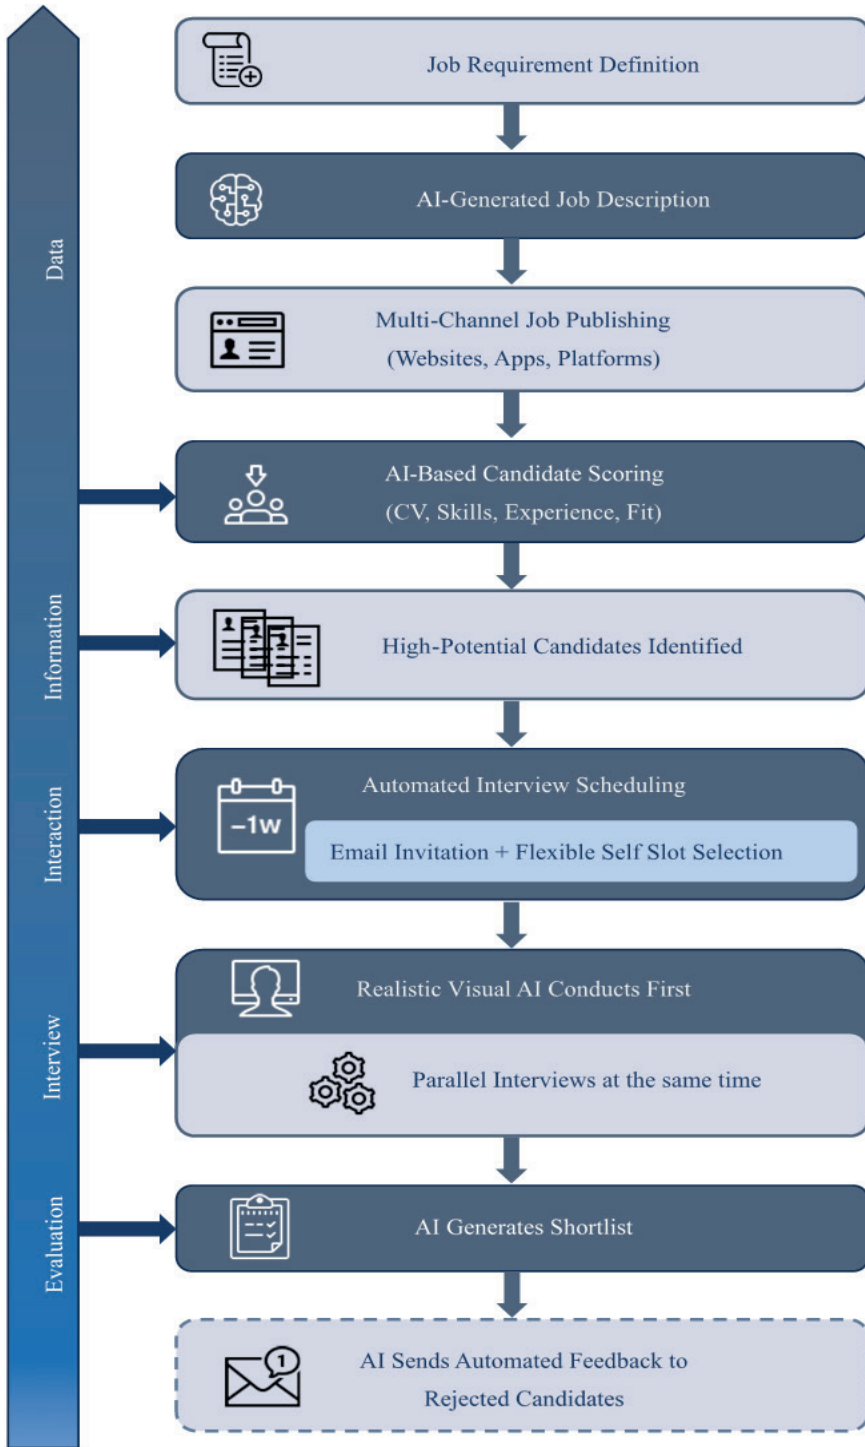 Job Requirement Definition
AI-Generated Job Description
Data
Multi-Channel Job Publishing
(Websites, Apps, Platforms)
AI-Based Candidate Scoring
(CV, Skills, Experience, Fit)
Information
High-Potential Candidates Identified
Interaction
Automated Interview Scheduling
−1w
Email Invitation + Flexible Self Slot Selection
Interview
Realistic Visual AI Conducts First
Parallel Interviews at the same time
Evaluation
AI Generates Shortlist
1
AI Sends Automated Feedback to
Rejected Candidates